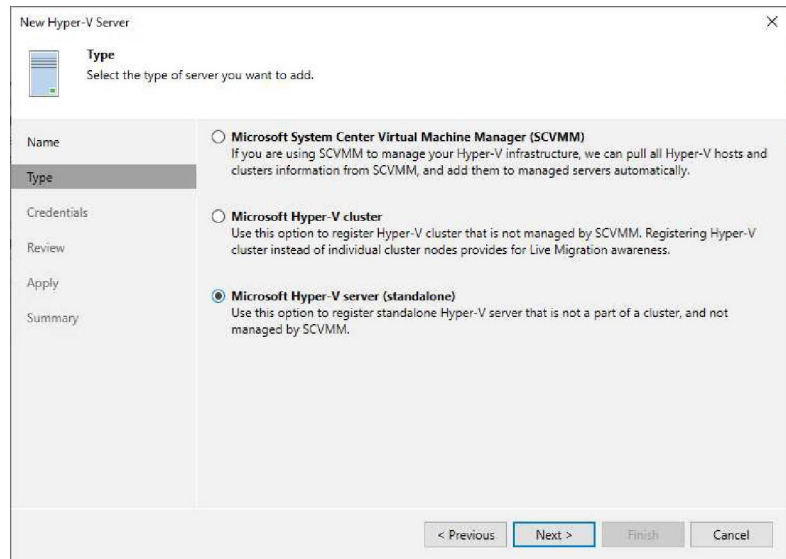 New Hyper-V Server
Type
Select the type of server you want to add.
Name
Type
Credentials
Review
Apply
Summary
Microsoft System Center Virtual Machine Manager (SCVMM)
If you are using SCVMM to manage your Hyper-V infrastructure, we can pull all Hyper-V hosts and
clusters information from SCVMM, and add them to managed servers automatically.
Microsoft Hyper-V cluster
Use this option to register Hyper-V cluster that is not managed by SCVMM. Registering Hyper-V
cluster instead of individual cluster nodes provides for Live Migration awareness.
Microsoft Hyper-V server (standalone)
Use this option to register standalone Hyper-V server that is not a part of a cluster, and not
managed by SCVMM.
< Previous
Next >
Finish
Cancel